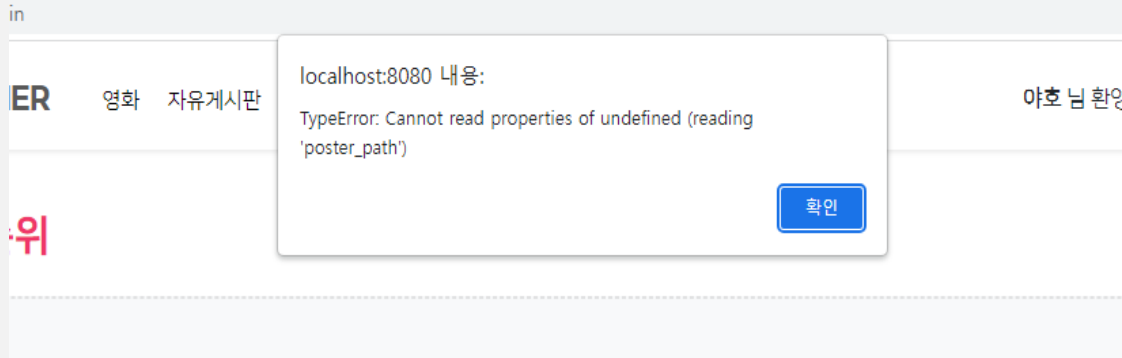 in
localhost:8080 내용:
IER 영화 자유게시판 야호 님 환영
TypeError: Cannot read properties of undefined (reading
'poster_path')
확인
위